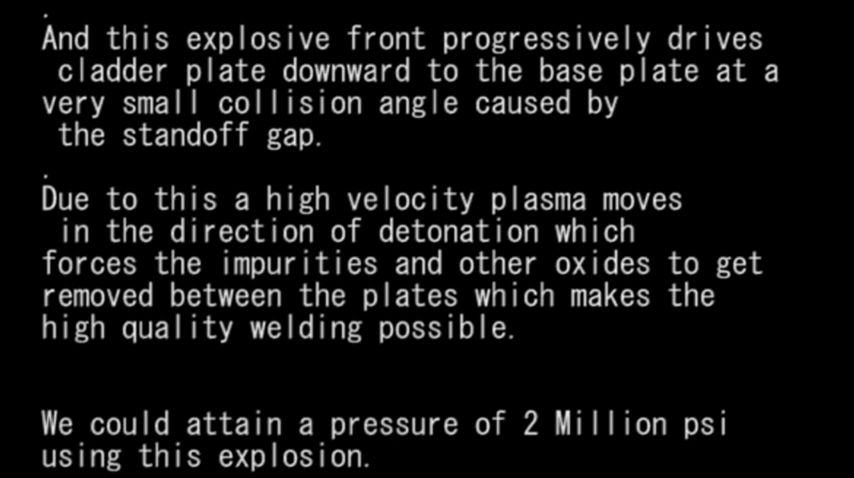 .
And this explosive front progressively drives
cladder plate downward to the base plate at a
very small collision angle caused by
the standoff gap.
.
Due to this a high velocity plasma moves
in the direction of detonation which
forces the impurities and other oxides to get
removed between the plates which makes the
high quality welding possible.
We could attain a pressure of 2 Million psi
using this explosion.